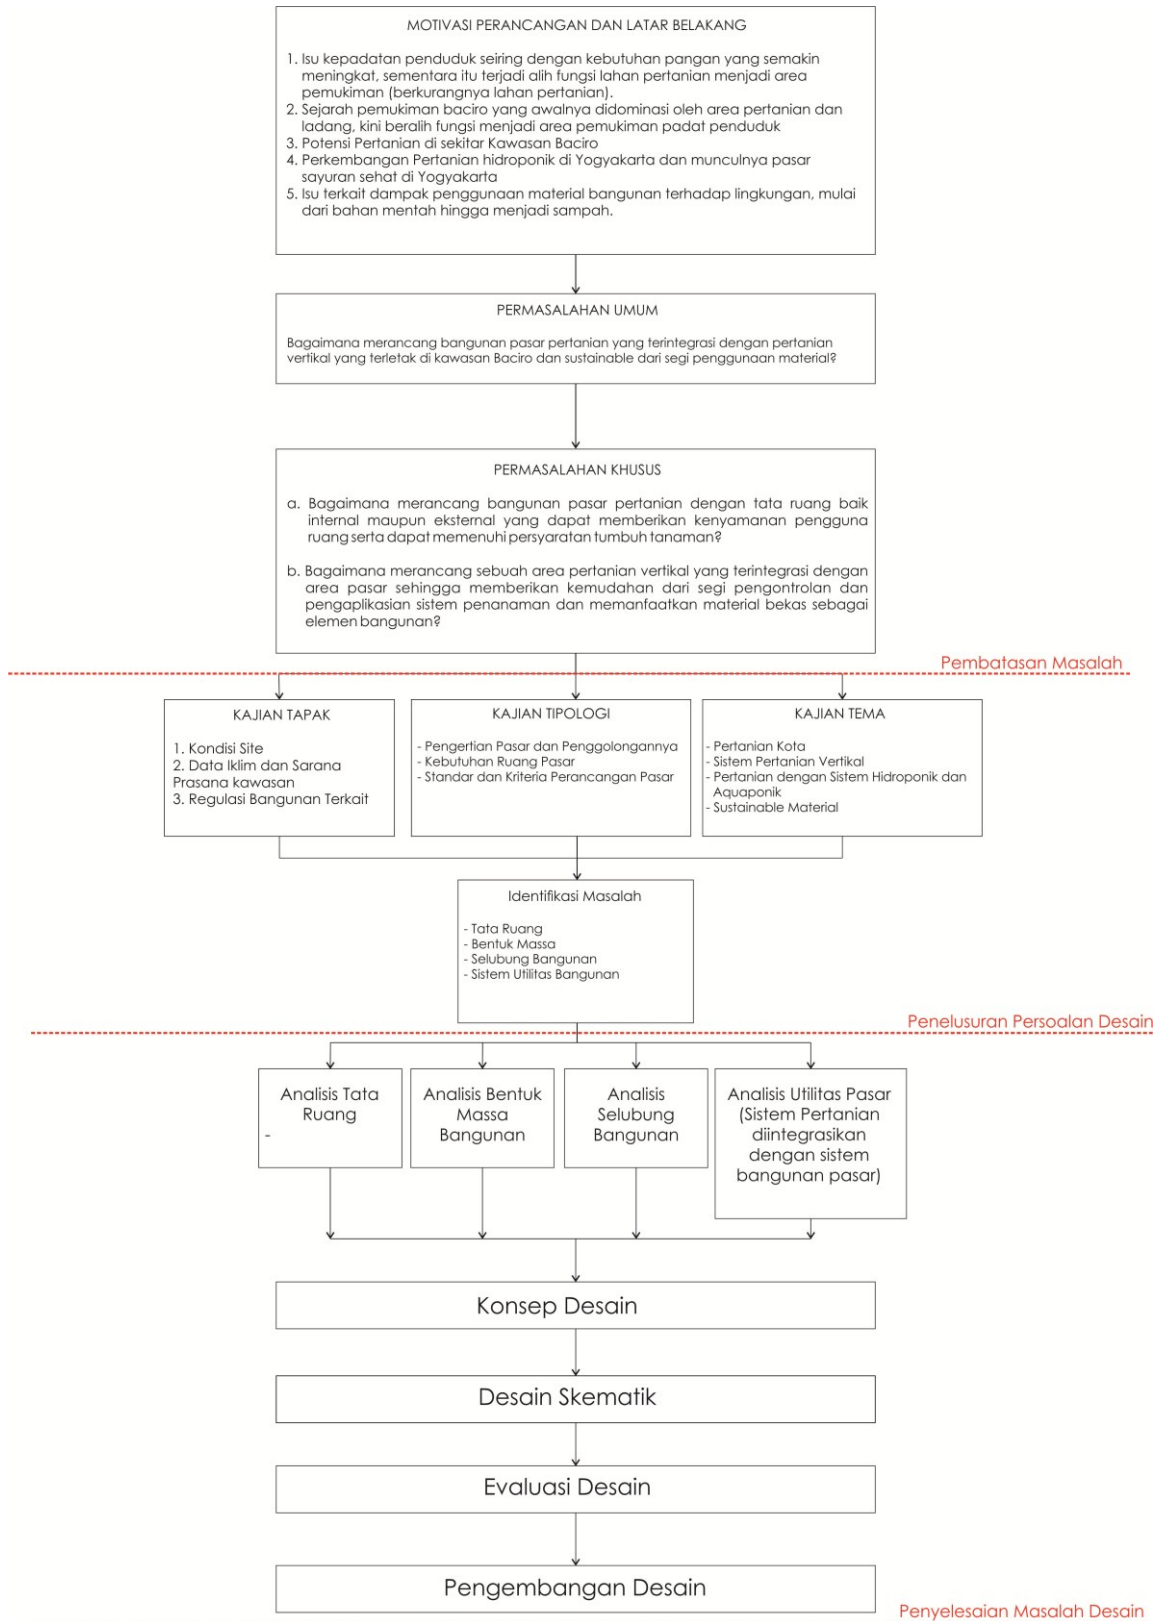 MOTIVASI PERANCANGAN DAN LATAR BELAKANG
1. Isu kepadatan penduduk seiring dengan kebutuhan pangan yang semakin
meningkat, sementara itu terjadi alih fungsi lahan pertanian menjadi area
pemukiman (berkurangnya lahan pertanian).
2. Sejarah pemukiman baciro yang awalnya didominasi oleh area pertanian dan
ladang, kini beralih fungsi menjadi area pemukiman padat penduduk
3. Potensi Pertanian di sekitar Kawasan Baciro
4. Perkembangan Pertanian hidroponik di Yogyakarta dan munculnya pasar
sayuran sehat di Yogyakarta
5. Isu terkait dampak penggunaan material bangunan terhadap lingkungan, mulai
dari bahan mentah hingga menjadi sampah.
PERMASALAHAN UMUM
Bagaimana merancang bangunan pasar pertanian yang terintegrasi dengan pertanian
vertikal yang terletak di kawasan Baciro dan sustainable dari segi penggunaan material?
PERMASALAHAN KHUSUS
a. Bagaimana merancang bangunan pasar pertanian dengan tata ruang baik
internal maupun eksternal yang dapat memberikan kenyamanan pengguna
ruang serta dapat memenuhi persyaratan tumbuh tanaman?
b. Bagaimana merancang sebuah area pertanian vertikal yang terintegrasi dengan
area pasar sehingga memberikan kemudahan dari segi pengontrolan dan
pengaplikasian sistem penanaman dan memanfaatkan material bekas sebagai
elemen bangunan?
Pembatasan Masalah
KAJIAN TAPAK
1. Kondisi Site
2. Data Iklim dan Sarana
Prasana kawasan
3. Regulasi Bangunan Terkait
KAJIAN TIPOLOGI
- Pengertian Pasar dan Penggolongannya
- Kebutuhan Ruang Pasar
- Standar dan Kriteria Perancangan Pasar
KAJIAN TEMA
- Pertanian Kota
- Sistem Pertanian Vertikal
- Pertanian dengan Sistem Hidroponik dan
Aquaponik
- Sustainable Material
Identifikasi Masalah
- Tata Ruang
- Bentuk Massa
- Selubung Bangunan
- Sistem Utilitas Bangunan
Penelusuran Persoalan Desain
Analisis Tata
Ruang
-
Analisis Bentuk
Massa
Bangunan
Analisis
Selubung
Bangunan
Analisis Utilitas Pasar
(Sistem Pertanian
diintegrasikan
dengan sistem
bangunan pasar)
Konsep Desain
Desain Skematik
Evaluasi Desain
Pengembangan Desain
Penyelesaian Masalah Desain